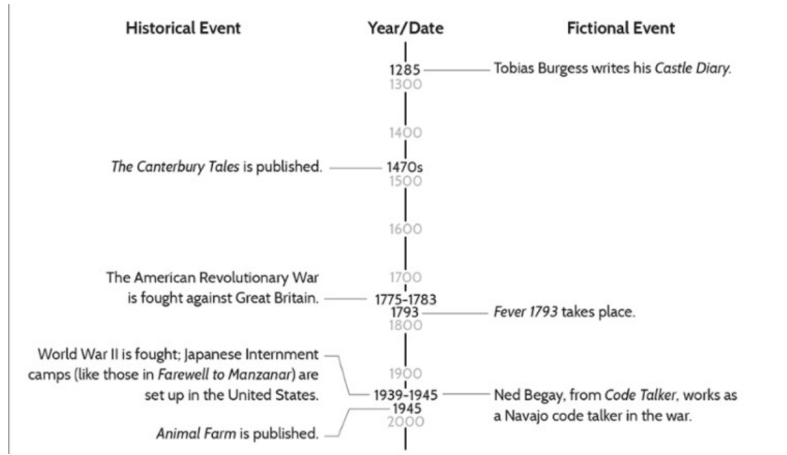 Historical Event
Year/Date
Fictional Event
1285
Tobias Burgess writes his Castle Diary.
1300
1400
The Canterbury Tales is published.
1470s
1500
1600
1700
The American Revolutionary War
is fought against Great Britain.
1775-1783
1793
Fever 1793 takes place.
1800
World War II is fought; Japanese Internment
camps (like those in Farewell to Manzanar) are
set up in the United States.
1900
1939-1945
Ned Begay, from Code Talker, works as
a Navajo code talker in the war.
1945
2000
Animal Farm is published.